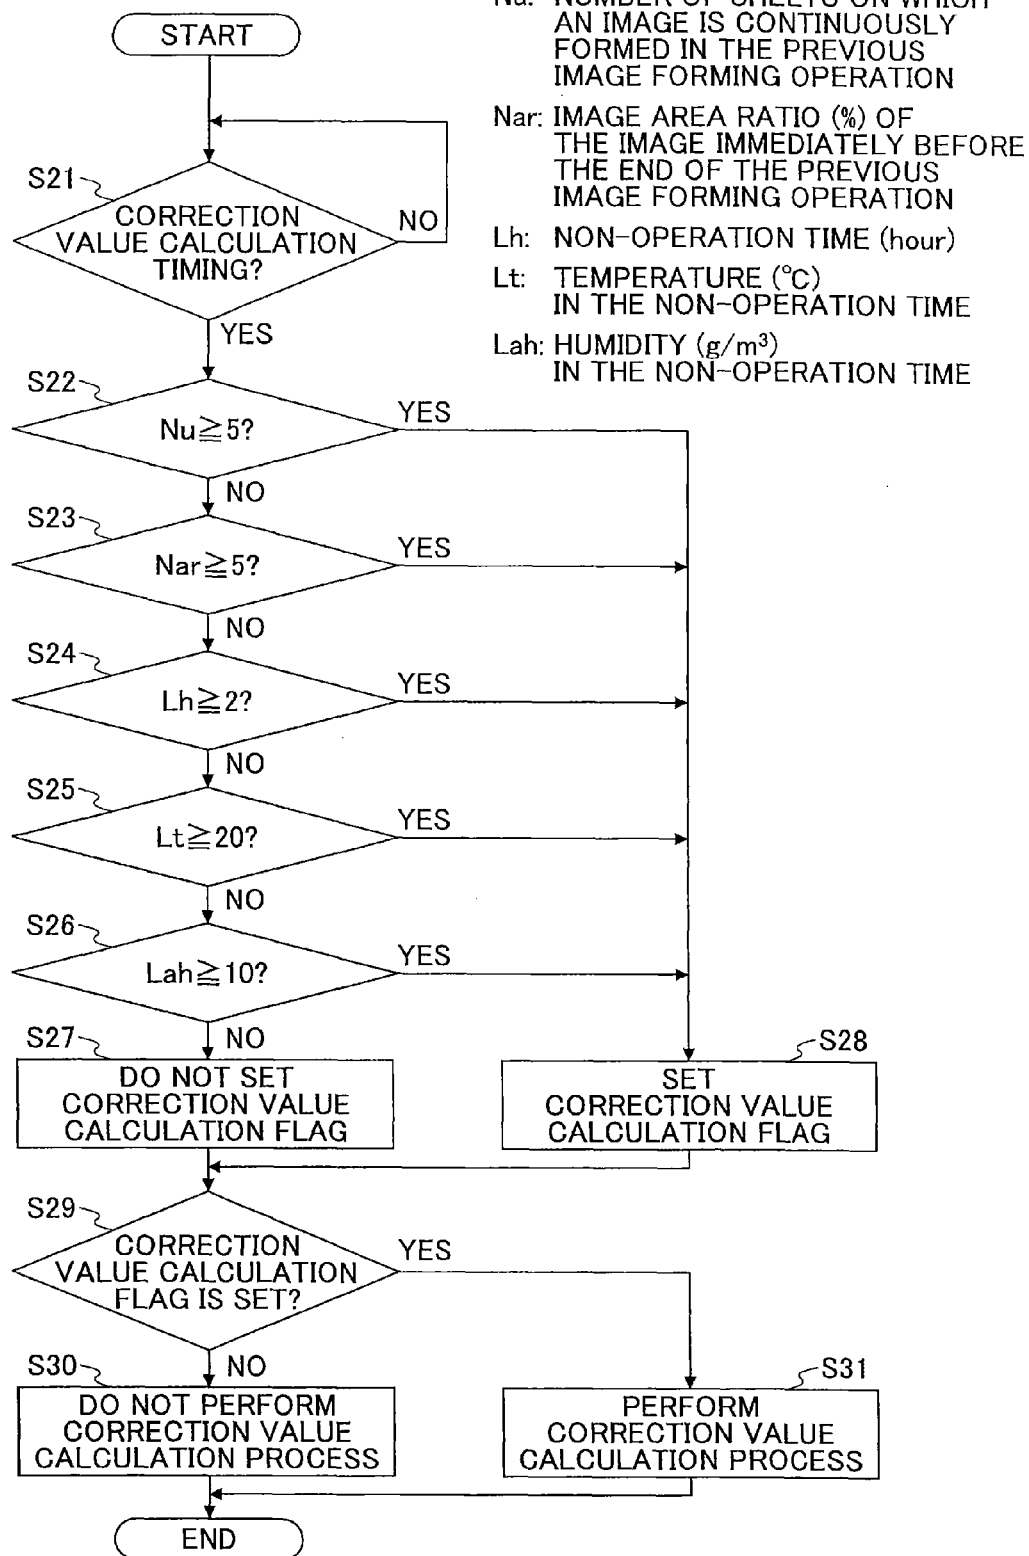 START
NUMBER OF SHEETS ON WHICH
AN IMAGE IS CONTINUOUSLY
FORMED IN THE PREVIOUS
IMAGE FORMING OPERATION
Nar: IMAGE AREA RATIO (%) OF
THE IMAGE IMMEDIATELY BEFORE
THE END OF THE PREVIOUS
IMAGE FORMING OPERATION
Lh: NON-OPERATION TIME (hour)
Lt: TEMPERATURE (℃)
IN THE NON-OPERATION TIME
Lah: HUMIDITY (g/m³)
IN THE NON-OPERATION TIME
S21
CORRECTION
VALUE CALCULATION
TIMING?
NO
YES
S22
Nu≧5?
YES
NO
S23
Nar≧5?
YES
NO
S24
Lh≧2?
YES
NO
S25
Lt≧20?
YES
NO
S26
Lah≧10?
YES
NO
S27
DO NOT SET
CORRECTION VALUE
CALCULATION FLAG
S28
SET
CORRECTION VALUE
CALCULATION FLAG
S29
CORRECTION
VALUE CALCULATION
FLAG IS SET?
YES
NO
S30
DO NOT PERFORM
CORRECTION VALUE
CALCULATION PROCESS
S31
PERFORM
CORRECTION VALUE
CALCULATION PROCESS
END